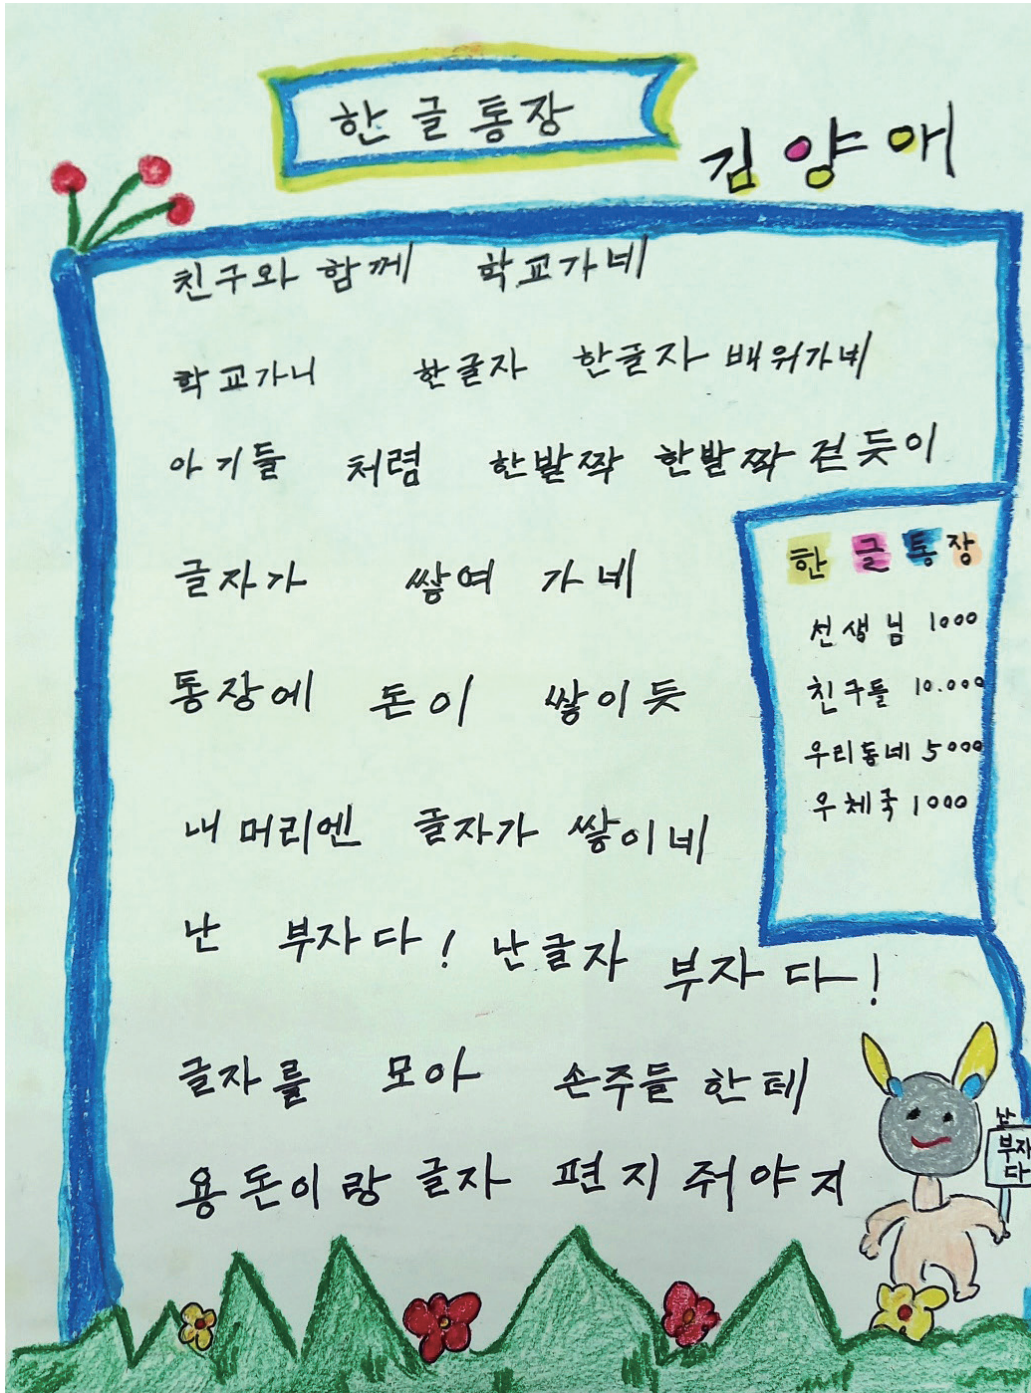 한글통장
김양애
친구와 함께 학교가네
학교가니 한글자 한글자 배워가네
아기들 처럼 한발짝 한발짝 걷듯이
글자가 쌓여 가네
통장에 돈이 쌓이듯
내 머리엔 글자가 쌓이네
난 부자다! 난 글자 부자다!
글자를 모아 손주들 한테
용돈이랑 글자 편지 줘야지
한글통장
선생님 1000
친구들 10.000
우리동네 5000
우체국 1000
난
부자
다